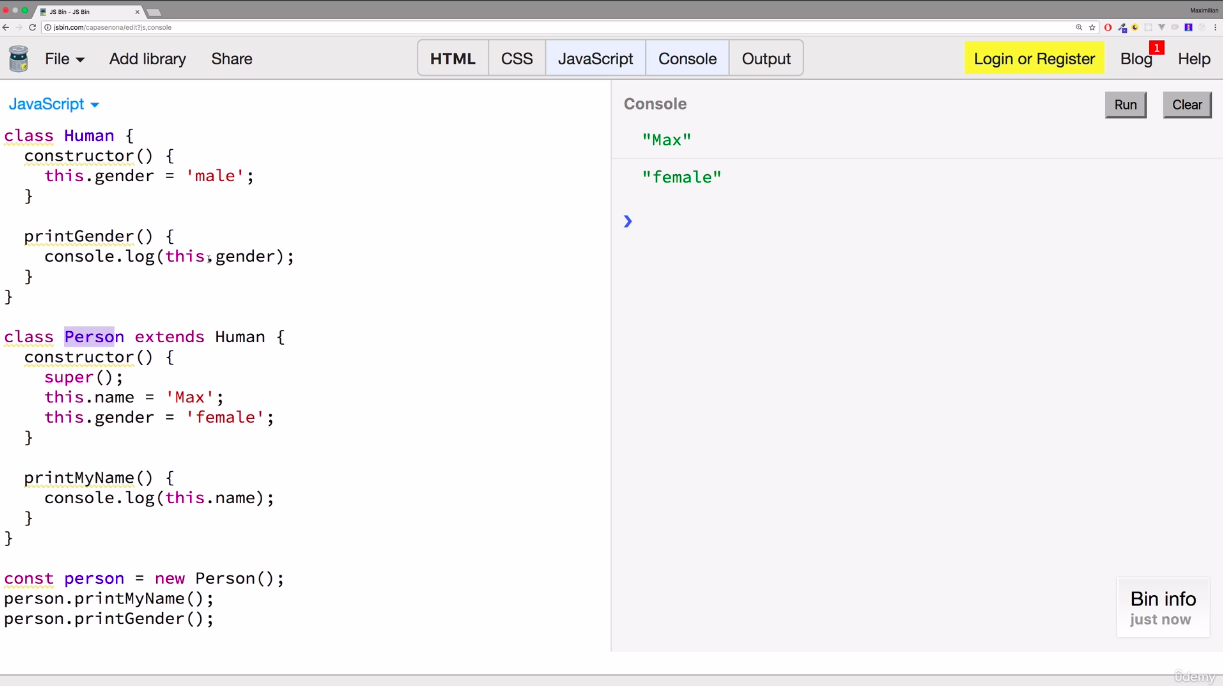 JS Bin - JS Bin
Maximilian
jsbin.com/capasenona/edit?js,console
File
Add library
Share
HTML
CSS
JavaScript
Console
Output
Login or Register
Blog
1
Help
JavaScript
class Human {
  constructor() {
    this.gender = 'male';
  }
  printGender() {
    console.log(this.gender);
  }
}
class Person extends Human {
  constructor() {
    super();
    this.name = 'Max';
    this.gender = 'female';
  }
  printMyName() {
    console.log(this.name);
  }
}
const person = new Person();
person.printMyName();
person.printGender();
Console
Run
Clear
"Max"
"female"
Bin info
just now
ûdemy